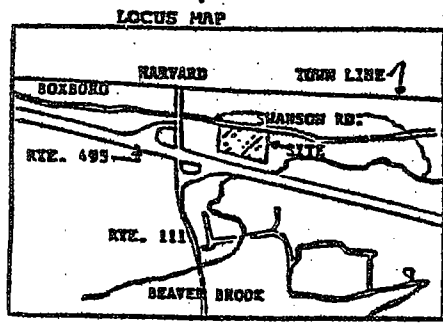 LOCUS MAP
HARVARD
TOWN LINE
BOXBORO
SWANSON RD.
SITE
RTE. 495
RTE. 111
BEAVER BROOK